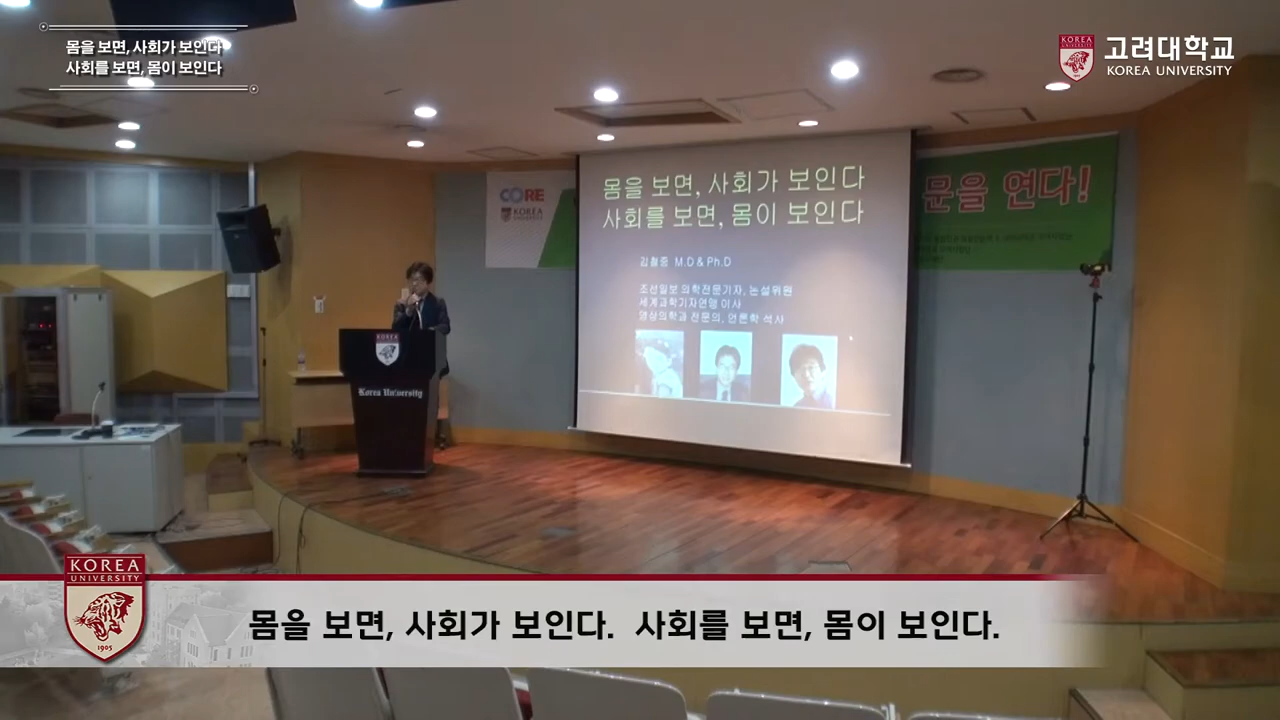 몸을 보면, 사회가 보인다
사회를 보면, 몸이 보인다
KOREA
UNIVERSITY
1905
고려대학교
KOREA UNIVERSITY
CORE
KOREA
UNIVERSITY
몸을 보면, 사회가 보인다
사회를 보면, 몸이 보인다
김철중 M.D & Ph.D
조선일보 의학전문기자, 논설위원
세계과학기자연맹 이사
영상의학과 전문의, 언론학 석사
문을 연다!
KOREA
Korea University
KOREA
UNIVERSITY
1905
몸을 보면, 사회가 보인다. 사회를 보면, 몸이 보인다.